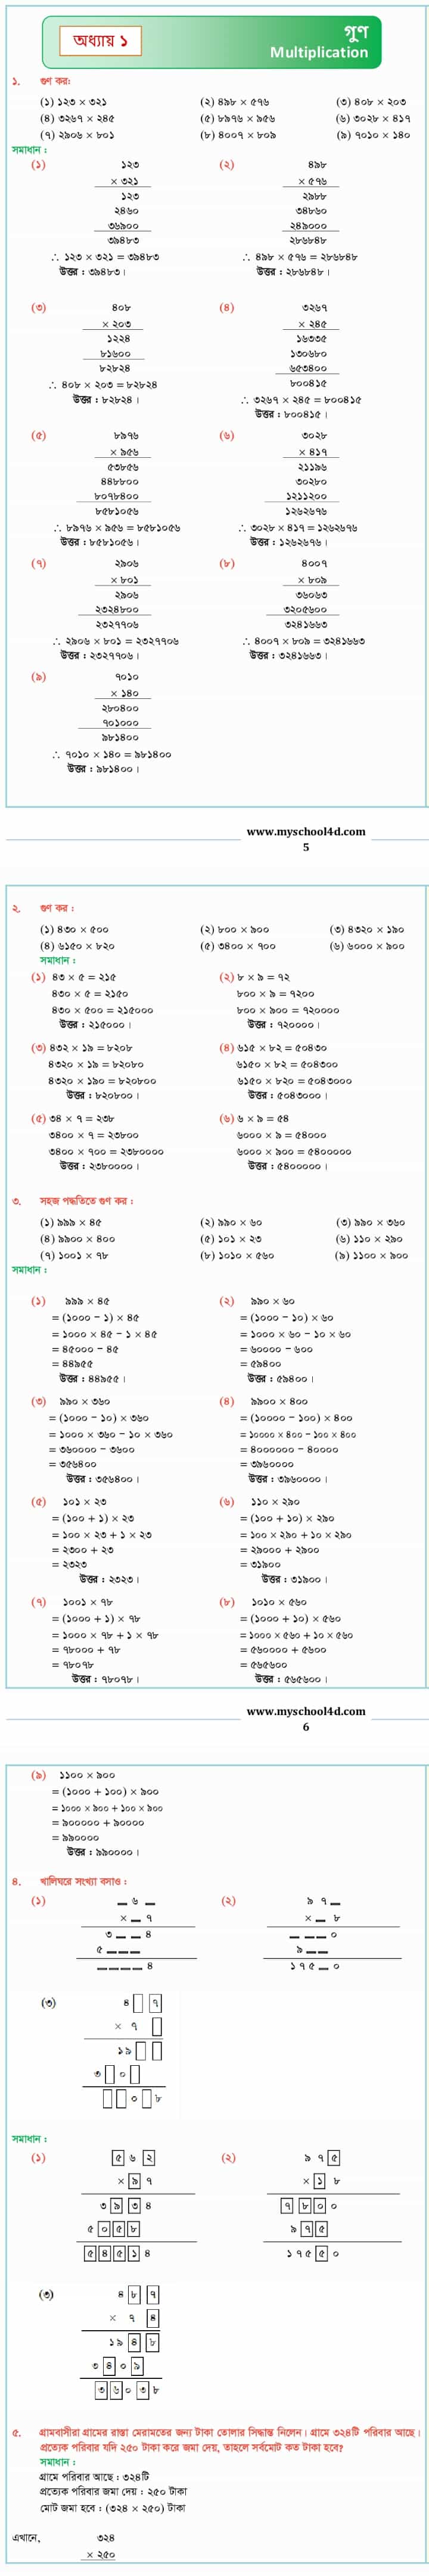 অধ্যায় ১
গুণ
Multiplication
১. গুণ কর:
(১) ১২৩ × ৩২১ (২) ৪৯৮ × ৫৭৬ (৩) ৪০৮ × ২০৩
(৪) ৩২৬৭ × ২৪৫ (৫) ৮৯৭৬ × ৯৫৬ (৬) ৩০২৮ × ৪১৭
(৭) ২৯০৬ × ৮০১ (৮) ৪০০৭ × ৮০৯ (৯) ৭০১০ × ১৪০
সমাধান :
(১) ১২৩ (২) ৪৯৮
× ৩২১ × ৫৭৬
১২৩ ২৯৮৮
২৪৬০ ৩৪৮৬০
৩৬৯০০ ২৪৯০০০
৩৯৪৮৩ ২৮৬৮৪৮
∴ ১২৩ × ৩২১ = ৩৯৪৮৩ ∴ ৪৯৮ × ৫৭৬ = ২৮৬৮৪৮
উত্তর : ৩৯৪৮৩। উত্তর : ২৮৬৮৪৮।
(৩) ৪০৮ (৪) ৩২৬৭
× ২০৩ × ২৪৫
১২২৪ ১৬৩৩৫
৮১৬০০ ১৩০৬৮০
৮২৮২৪ ৬৫৩৪০০
∴ ৪০৮ × ২০৩ = ৮২৮২৪ ৮০০৪১৫
উত্তর : ৮২৮২৪। ∴ ৩২৬৭ × ২৪৫ = ৮০০৪১৫
উত্তর : ৮০০৪১৫।
(৫) ৮৯৭৬ (৬) ৩০২৮
× ৯৫৬ × ৪১৭
৫৩৮৫৬ ২১১৯৬
৪৪৮৮০০ ৩০২৮০
৮০৭৮৪০০ ১২১১২০০
৮৫৮১০৫৬ ১২৬২৬৭৬
∴ ৮৯৭৬ × ৯৫৬ = ৮৫৮১০৫৬ ∴ ৩০২৮ × ৪১৭ = ১২৬২৬৭৬
উত্তর : ৮৫৮১০৫৬। উত্তর : ১২৬২৬৭৬।
(৭) ২৯০৬ (৮) ৪০০৭
× ৮০১ × ৮০৯
২৯০৬ ৩৬০৬৩
২৩২৪৮০০ ৩২০৫৬০০
২৩২৭৭০৬ ৩২৪১৬৬৩
∴ ২৯০৬ × ৮০১ = ২৩২৭৭০৬ ∴ ৪০০৭ × ৮০৯ = ৩২৪১৬৬৩
উত্তর : ২৩২৭৭০৬। উত্তর : ৩২৪১৬৬৩।
(৯) ৭০১০
× ১৪০
২৮০৪০০
৭০১০০০
৯৮১৪০০
∴ ৭০১০ × ১৪০ = ৯৮১৪০০
উত্তর : ৯৮১৪০০।
www.myschool4d.com
5
২. গুণ কর :
(১) ৪৩০ × ৫০০ (২) ৮০০ × ৯০০ (৩) ৪৩২০ × ১৯০
(৪) ৬১৫০ × ৮২০ (৫) ৩৪০০ × ৭০০ (৬) ৬০০০ × ৯০০
সমাধান :
(১) ৪৩ × ৫ = ২১৫ (২) ৮ × ৯ = ৭২
৪৩০ × ৫ = ২১৫০ ৮০০ × ৯ = ৭২০০
৪৩০ × ৫০০ = ২১৫০০০ ৮০০ × ৯০০ = ৭২০০০০
উত্তর : ২১৫০০০। উত্তর : ৭২০০০০।
(৩) ৪৩২ × ১৯ = ৮২০৮ (৪) ৬১৫ × ৮২ = ৫০৪৩০
৪৩২০ × ১৯ = ৮২০৮০ ৬১৫০ × ৮২ = ৫০৪৩০০
৪৩২০ × ১৯০ = ৮২০৮০০ ৬১৫০ × ৮২০ = ৫০৪৩০০০
উত্তর : ৮২০৮০০। উত্তর : ৫০৪৩০০০।
(৫) ৩৪ × ৭ = ২৩৮ (৬) ৬ × ৯ = ৫৪
৩৪০০ × ৭ = ২৩৮০০ ৬০০০ × ৯ = ৫৪০০০
৩৪০০ × ৭০০ = ২৩৮০০০০ ৬০০০ × ৯০০ = ৫৪০০০০০
উত্তর : ২৩৮০০০০। উত্তর : ৫৪০০০০০।
৩. সহজ পদ্ধতিতে গুণ কর :
(১) ৯৯৯ × ৪৫ (২) ৯৯০ × ৬০ (৩) ৯৯০ × ৩৬০
(৪) ৯৯০০ × ৪০০ (৫) ১০১ × ২৩ (৬) ১১০ × ২৯০
(৭) ১০০১ × ৭৮ (৮) ১০১০ × ৫৬০ (৯) ১১০০ × ৯০০
সমাধান :
(১) ৯৯৯ × ৪৫ (২) ৯৯০ × ৬০
= (১০০০ − ১) × ৪৫ = (১০০০ − ১০) × ৬০
= ১০০০ × ৪৫ − ১ × ৪৫ = ১০০০ × ৬০ − ১০ × ৬০
= ৪৫০০০ − ৪৫ = ৬০০০০ − ৬০০
= ৪৪৯৫৫ = ৫৯৪০০
উত্তর : ৪৪৯৫৫। উত্তর : ৫৯৪০০।
(৩) ৯৯০ × ৩৬০ (৪) ৯৯০০ × ৪০০
= (১০০০ − ১০) × ৩৬০ = (১০০০০ − ১০০) × ৪০০
= ১০০০ × ৩৬০ − ১০ × ৩৬০ = ১০০০০ × ৪০০ − ১০০ × ৪০০
= ৩৬০০০০ − ৩৬০০ = ৪০০০০০০ − ৪০০০০
= ৩৫৬৪০০ = ৩৯৬০০০০
উত্তর : ৩৫৬৪০০। উত্তর : ৩৯৬০০০০।
(৫) ১০১ × ২৩ (৬) ১১০ × ২৯০
= (১০০ + ১) × ২৩ = (১০০ + ১০) × ২৯০
= ১০০ × ২৩ + ১ × ২৩ = ১০০ × ২৯০ + ১০ × ২৯০
= ২৩০০ + ২৩ = ২৯০০০ + ২৯০০
= ২৩২৩ = ৩১৯০০
উত্তর : ২৩২৩। উত্তর : ৩১৯০০।
(৭) ১০০১ × ৭৮ (৮) ১০১০ × ৫৬০
= (১০০০ + ১) × ৭৮ = (১০০০ + ১০) × ৫৬০
= ১০০০ × ৭৮ + ১ × ৭৮ = ১০০০ × ৫৬০ + ১০ × ৫৬০
= ৭৮০০০ + ৭৮ = ৫৬০০০০ + ৫৬০০
= ৭৮০৭৮ = ৫৬৫৬০০
উত্তর : ৭৮০৭৮। উত্তর : ৫৬৫৬০০।
www.myschool4d.com
6
(৯) ১১০০ × ৯০০
= (১০০০ + ১০০) × ৯০০
= ১০০০ × ৯০০ + ১০০ × ৯০০
= ৯০০০০০ + ৯০০০০
= ৯৯০০০০
উত্তর : ৯৯০০০০।
৪. খালিঘরে সংখ্যা বসাও :
(১) _ ৬ _ (২) ৯ ৭ _
× _ ৭ × _ ৮
৩ _ _ ৪ _ _ _ ০
৫ _ _ _ ৯ _ _
_ _ _ _ ৪ ১ ৭ ৫ _ ০
(৩) ৪ □ ৭
× ৭ □
১৯ □ □
৩ □ ০ □
□ □ ০ □ ৮
সমাধান :
(১) ৫ ৬ ২ (২) ৯ ৭ ৫
× ৯ ৭ × ১ ৮
৩ ৯ ৩ ৪ ৭ ৮ ০ ০
৫ ০ ৫ ৮ ৯ ৭ ৫
৫ ৪ ৫ ১ ৪ ১ ৭ ৫ ৫ ০
(৩) ৪ ৮ ৭
× ৭ ৪
১৯ ৪ ৮
৩ ৪ ০ ৯
৩ ৬ ০ ৩ ৮
৫. গ্রামবাসীরা গ্রামের রাস্তা মেরামতের জন্য টাকা তোলার সিদ্ধান্ত নিলেন। গ্রামে ৩২৪টি পরিবার আছে।
প্রত্যেক পরিবার যদি ২৫০ টাকা করে জমা দেয়, তাহলে সর্বমোট কত টাকা হবে?
সমাধান :
গ্রামে পরিবার আছে : ৩২৪টি
প্রত্যেক পরিবার জমা দেয় : ২৫০ টাকা
মোট জমা হবে : (৩২৪ × ২৫০) টাকা
এখানে, ৩২৪
× ২৫০